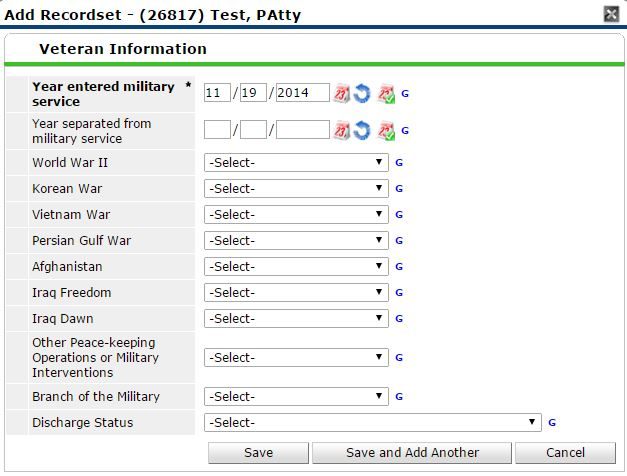 Add Recordset - (26817) Test, PAtty
Veteran Information
Year entered military * 11 / 19 / 2014 G
service
Year separated from / / G
military service
World War II -Select- G
Korean War -Select- G
Vietnam War -Select- G
Persian Gulf War -Select- G
Afghanistan -Select- G
Iraq Freedom -Select- G
Iraq Dawn -Select- G
Other Peace-keeping
Operations or Military -Select- G
Interventions
Branch of the Military -Select- G
Discharge Status -Select- G
Save Save and Add Another Cancel